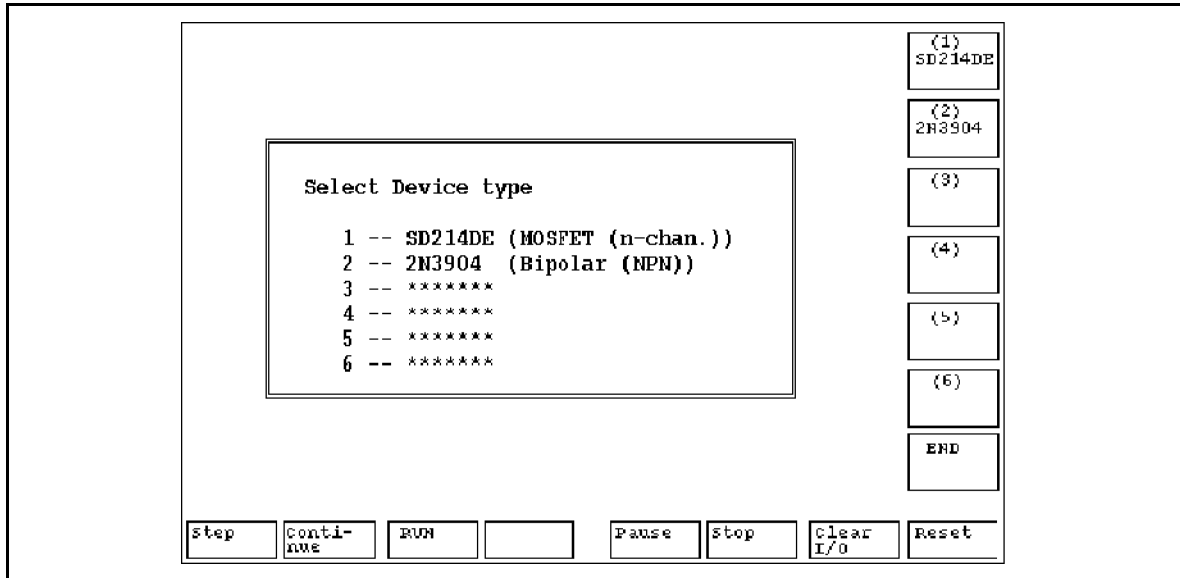 Select Device type
1 -- SD214DE (MOSFET (n-chan.))
2 -- 2N3904 (Bipolar (NPN))
3 -- *******
4 -- *******
5 -- *******
6 -- *******
(1)
SD214DE
(2)
2N3904
(3)
(4)
(5)
(6)
END
Step
Conti-
nue
RUN
Pause
Stop
Clear
I/O
Reset